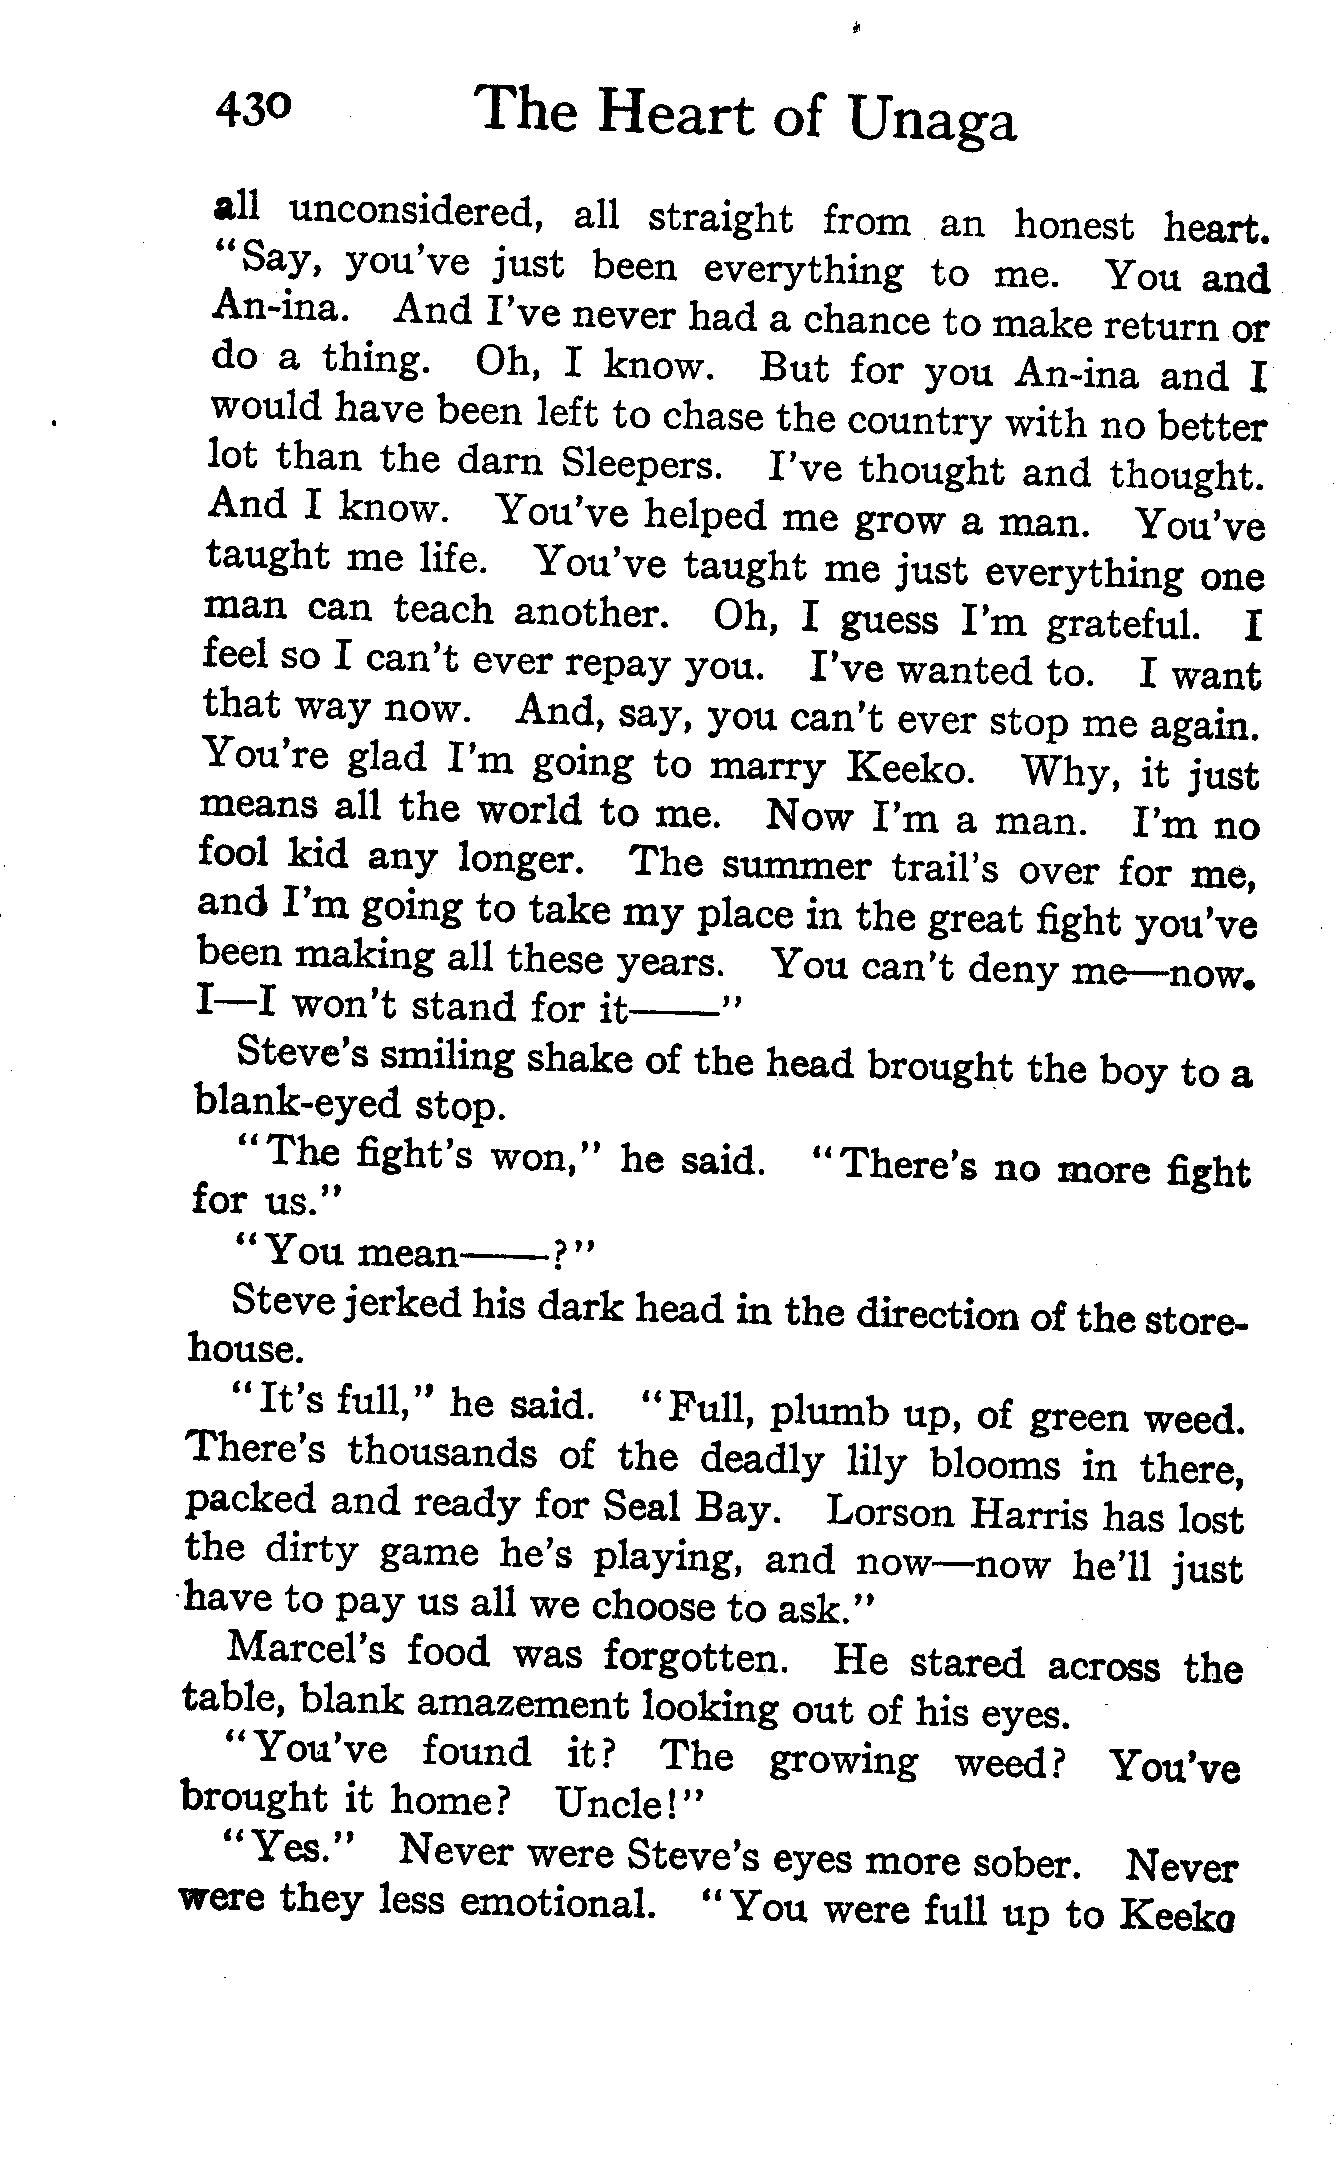 430 The Heart of Unaga
all unconsidered, all straight from an honest heart.
"Say, you've just been everything to me. You and
An-ina. And I've never had a chance to make return or
do a thing. Oh, I know. But for you An-ina and I
would have been left to chase the country with no better
lot than the darn Sleepers. I've thought and thought.
And I know. You've helped me grow a man. You've
taught me life. You've taught me just everything one
man can teach another. Oh, I guess I'm grateful. I
feel so I can't ever repay you. I've wanted to. I want
that way now. And, say, you can't ever stop me again.
You're glad I'm going to marry Keeko. Why, it just
means all the world to me. Now I'm a man. I'm no
fool kid any longer. The summer trail's over for me,
and I'm going to take my place in the great fight you've
been making all these years. You can't deny me—now.
I—I won't stand for it——"
Steve's smiling shake of the head brought the boy to a
blank-eyed stop.
"The fight's won," he said. "There's no more fight
for us."
"You mean——?"
Steve jerked his dark head in the direction of the store-
house.
"It's full," he said. "Full, plumb up, of green weed.
There's thousands of the deadly lily blooms in there,
packed and ready for Seal Bay. Lorson Harris has lost
the dirty game he's playing, and now—now he'll just
have to pay us all we choose to ask."
Marcel's food was forgotten. He stared across the
table, blank amazement looking out of his eyes.
"You've found it? The growing weed? You've
brought it home? Uncle!"
"Yes." Never were Steve's eyes more sober. Never
were they less emotional. "You were full up to Keeko